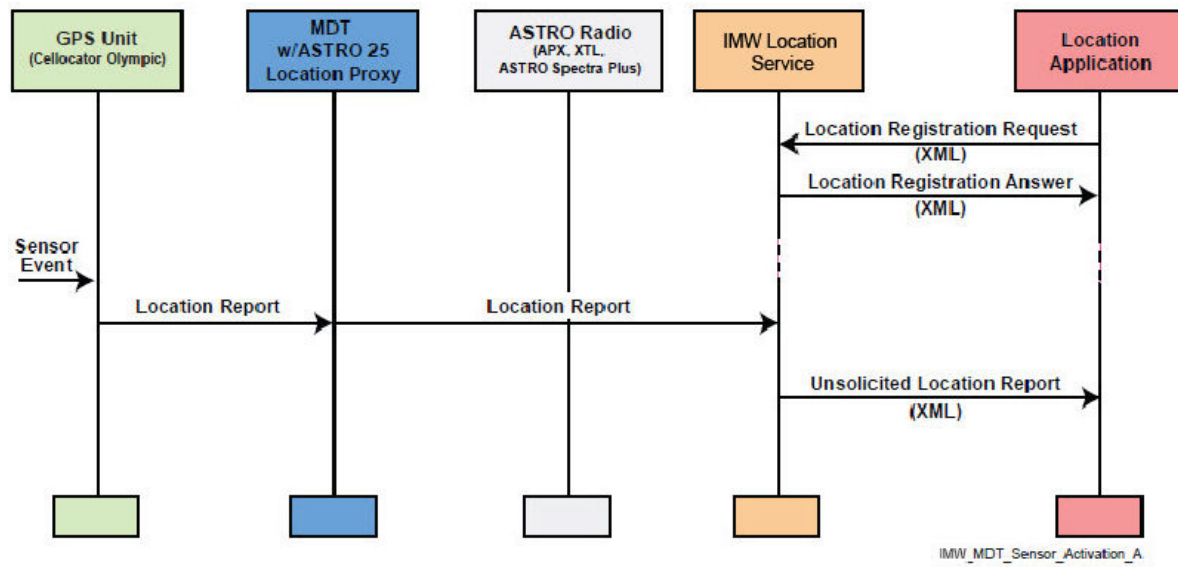 GPS Unit
(Cellocator Olympic)
MDT
w/ASTRO 25
Location Proxy
ASTRO Radio
(APX, XTL,
ASTRO Spectra Plus)
IMW Location
Service
Location
Application
Location Registration Request
(XML)
Location Registration Answer
(XML)
Sensor
Event
Location Report
Location Report
Unsolicited Location Report
(XML)
IMW_MDT_Sensor_Activation_A